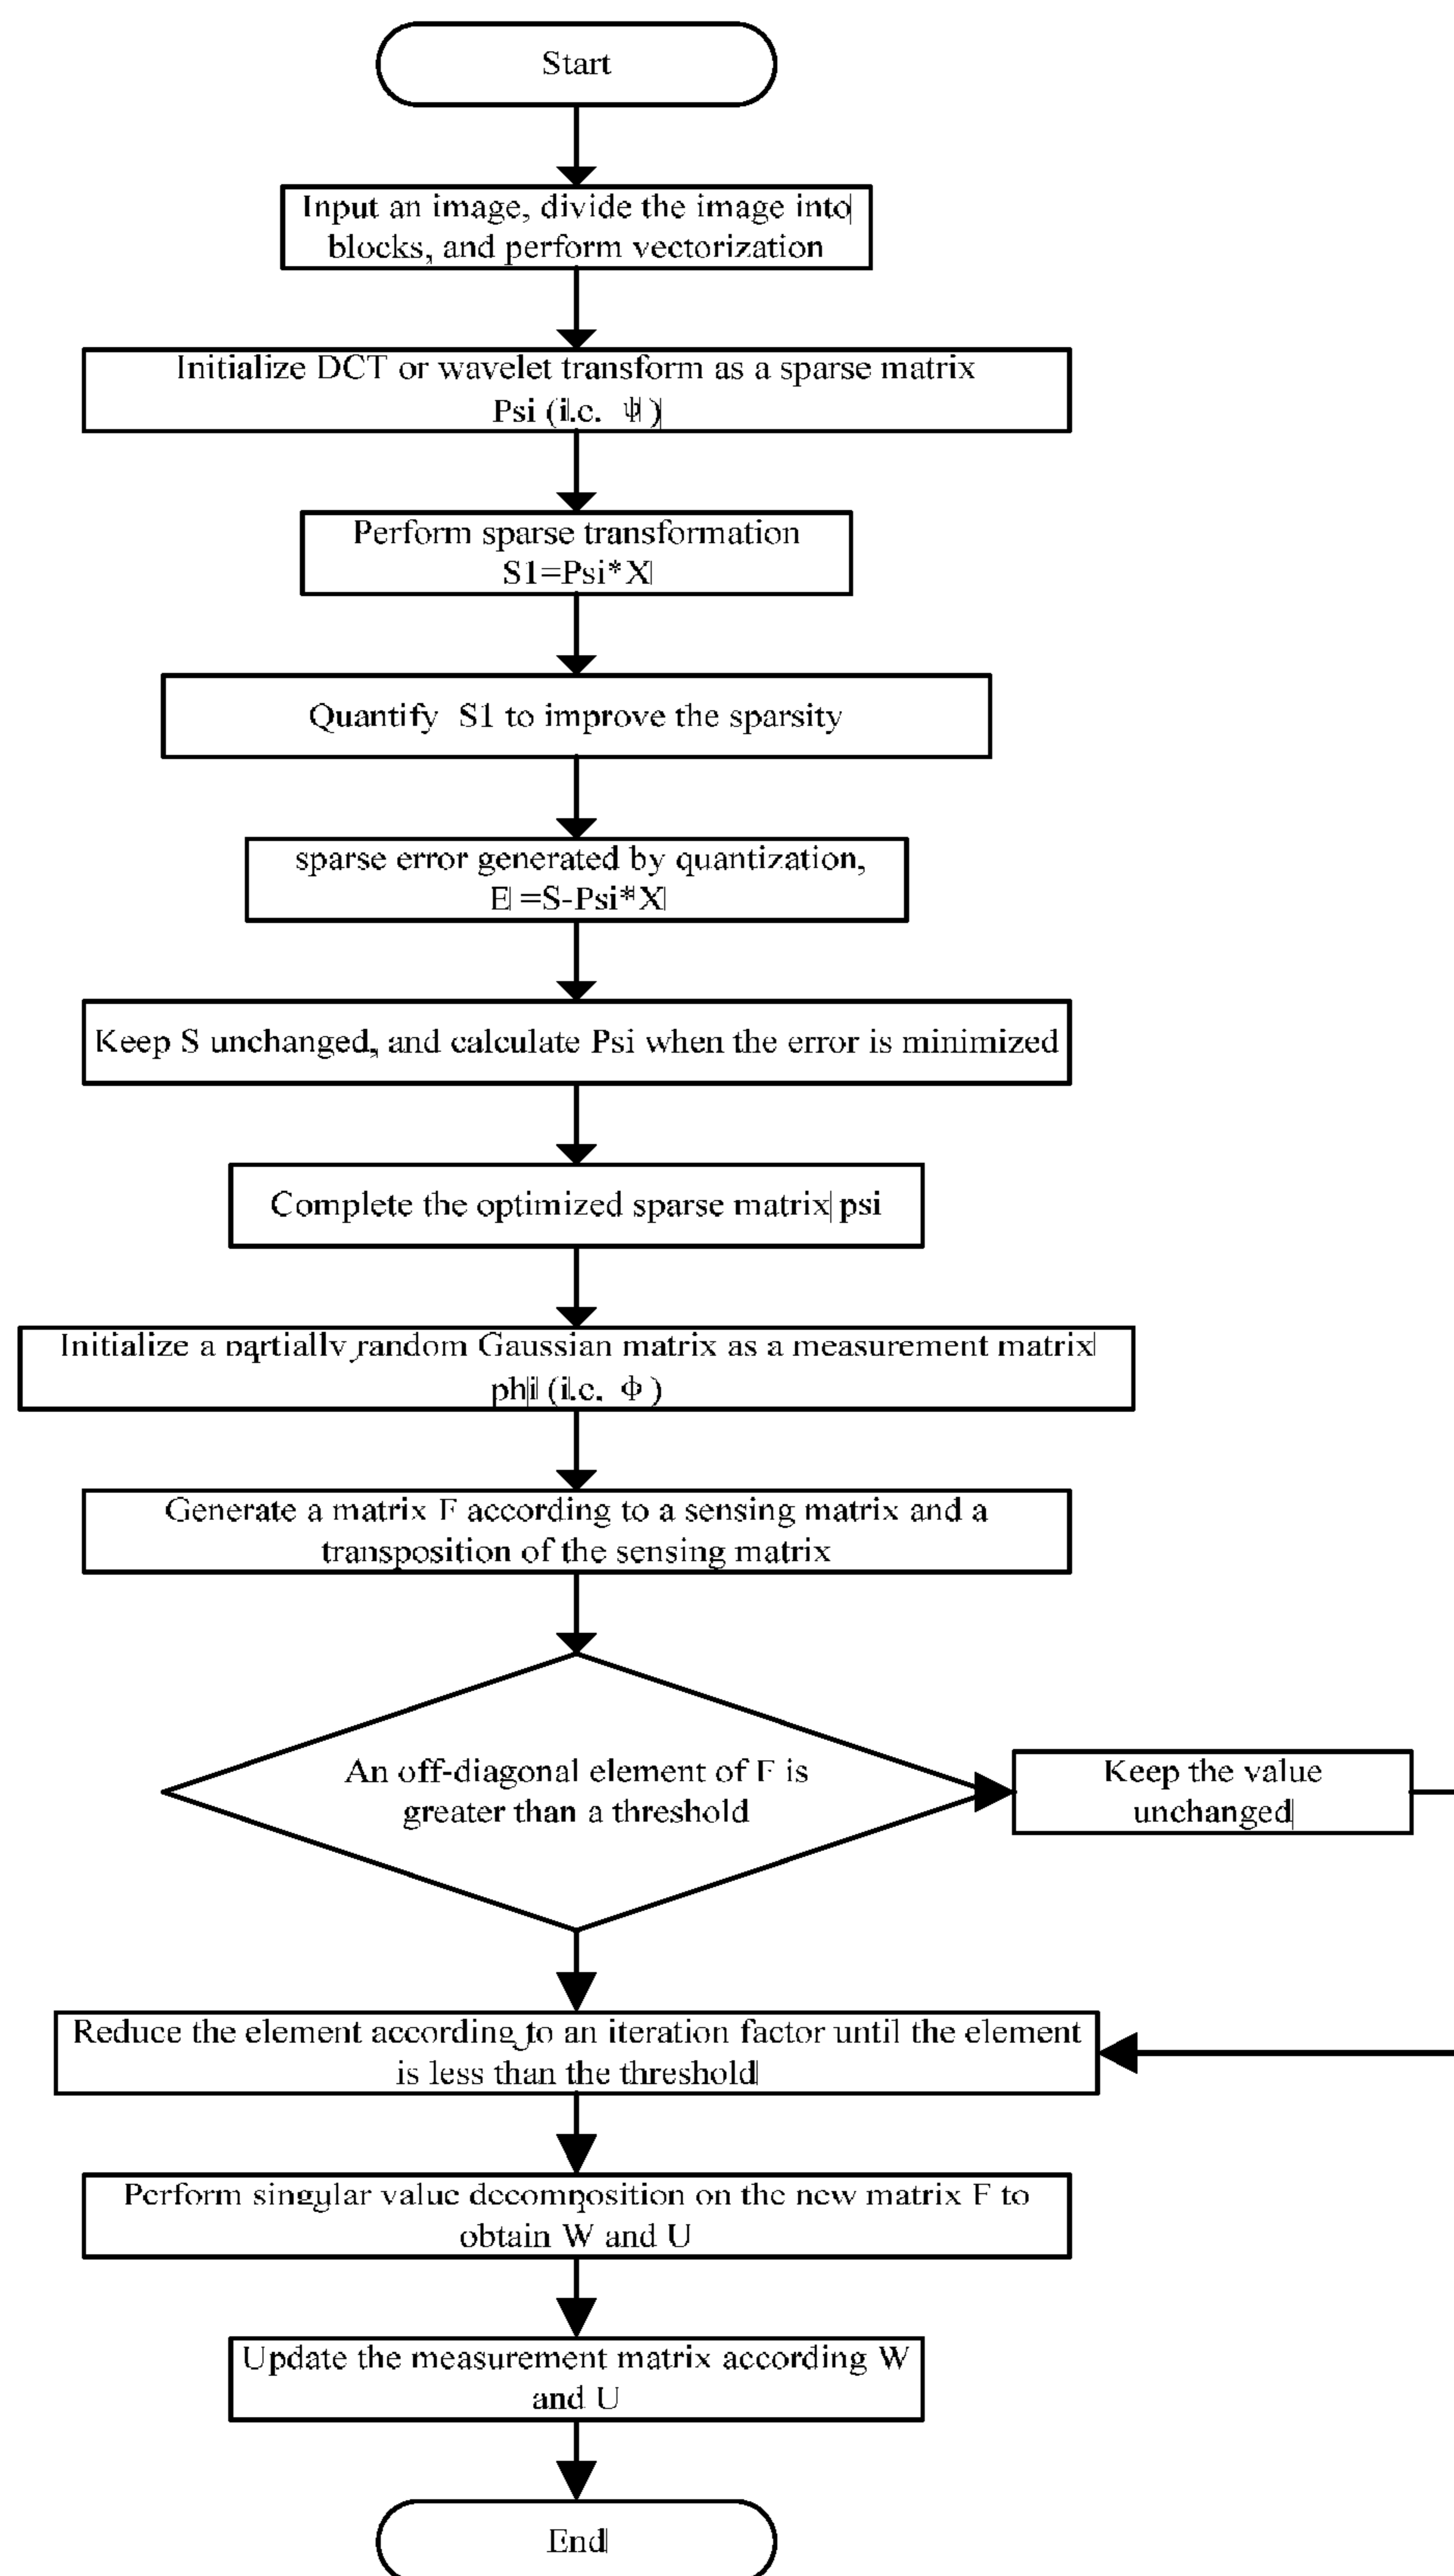 Start
Input an image, divide the image into
blocks, and perform vectorization
Initialize DCT or wavelet transform as a sparse matrix
Psi (i.e. ψ)
Perform sparse transformation
S1=Psi*X
Quantify S1 to improve the sparsity
sparse error generated by quantization,
E =S-Psi*X
Keep S unchanged, and calculate Psi when the error is minimized
Complete the optimized sparse matrix psi
Initialize a partially random Gaussian matrix as a measurement matrix
phi (i.e. Φ)
Generate a matrix F according to a sensing matrix and a
transposition of the sensing matrix
An off-diagonal element of F is
greater than a threshold
Keep the value
unchanged
Reduce the element according to an iteration factor until the element
is less than the threshold
Perform singular value decomposition on the new matrix F to
obtain W and U
Update the measurement matrix according W
and U
End